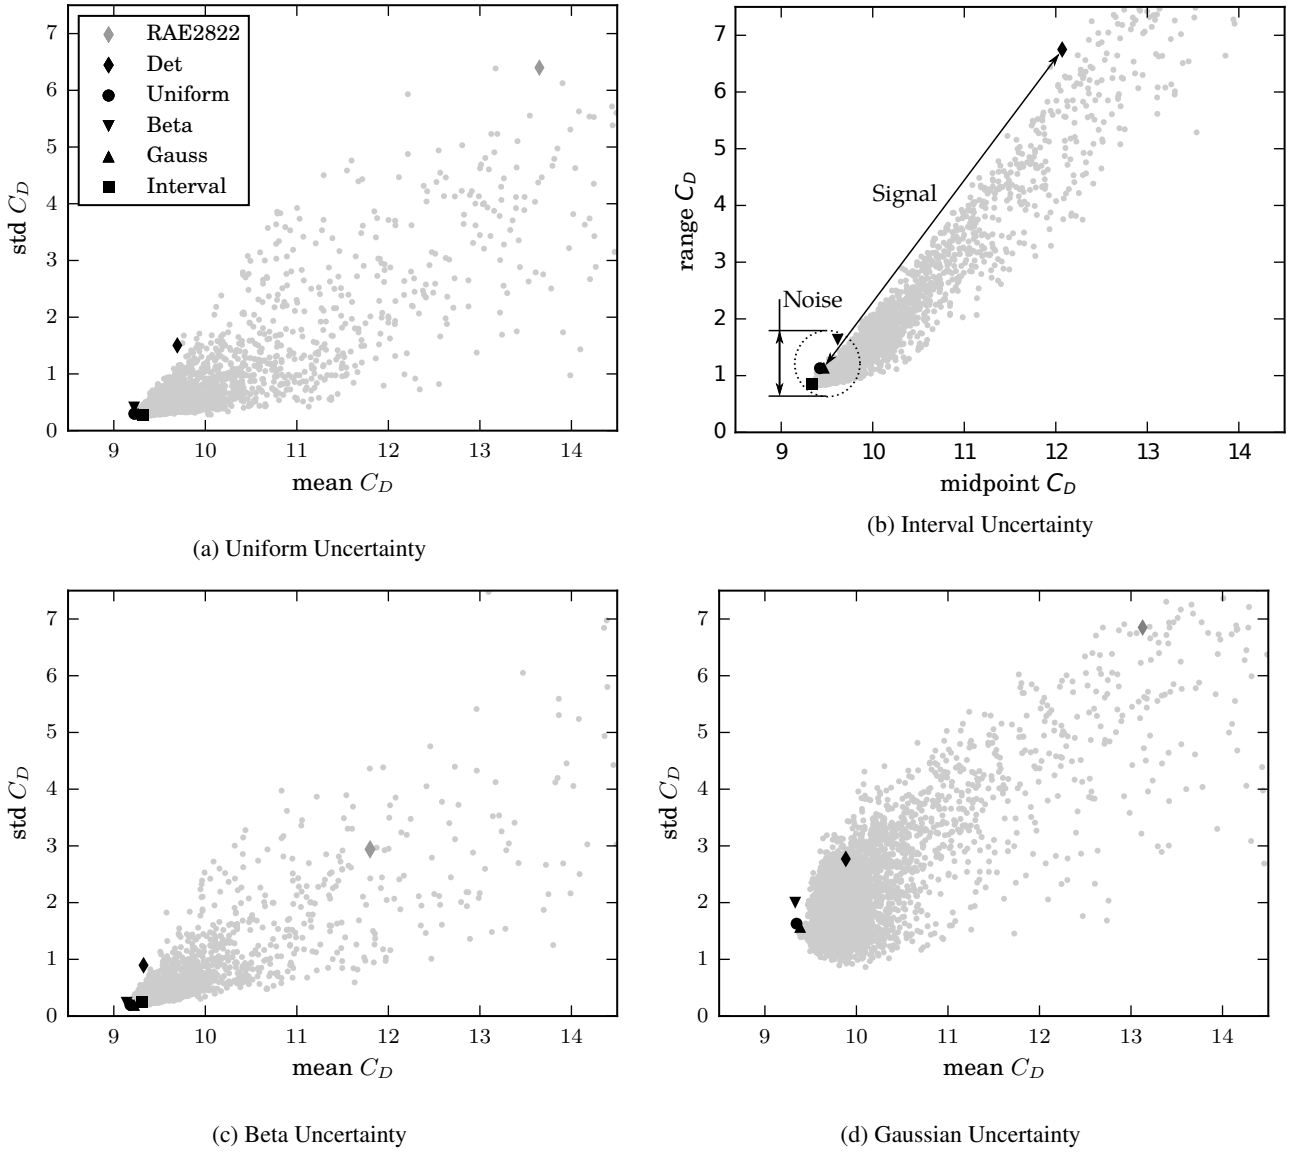 7
6
5
4
3
2
1
0
std C_D
RAE2822
Det
Uniform
Beta
Gauss
Interval
9 10 11 12 13 14
mean C_D
(a) Uniform Uncertainty
7
6
5
4
3
2
1
0
range C_D
Signal
Noise
9 10 11 12 13 14
midpoint C_D
(b) Interval Uncertainty
7
6
5
4
3
2
1
0
std C_D
9 10 11 12 13 14
mean C_D
(c) Beta Uncertainty
7
6
5
4
3
2
1
0
std C_D
9 10 11 12 13 14
mean C_D
(d) Gaussian Uncertainty